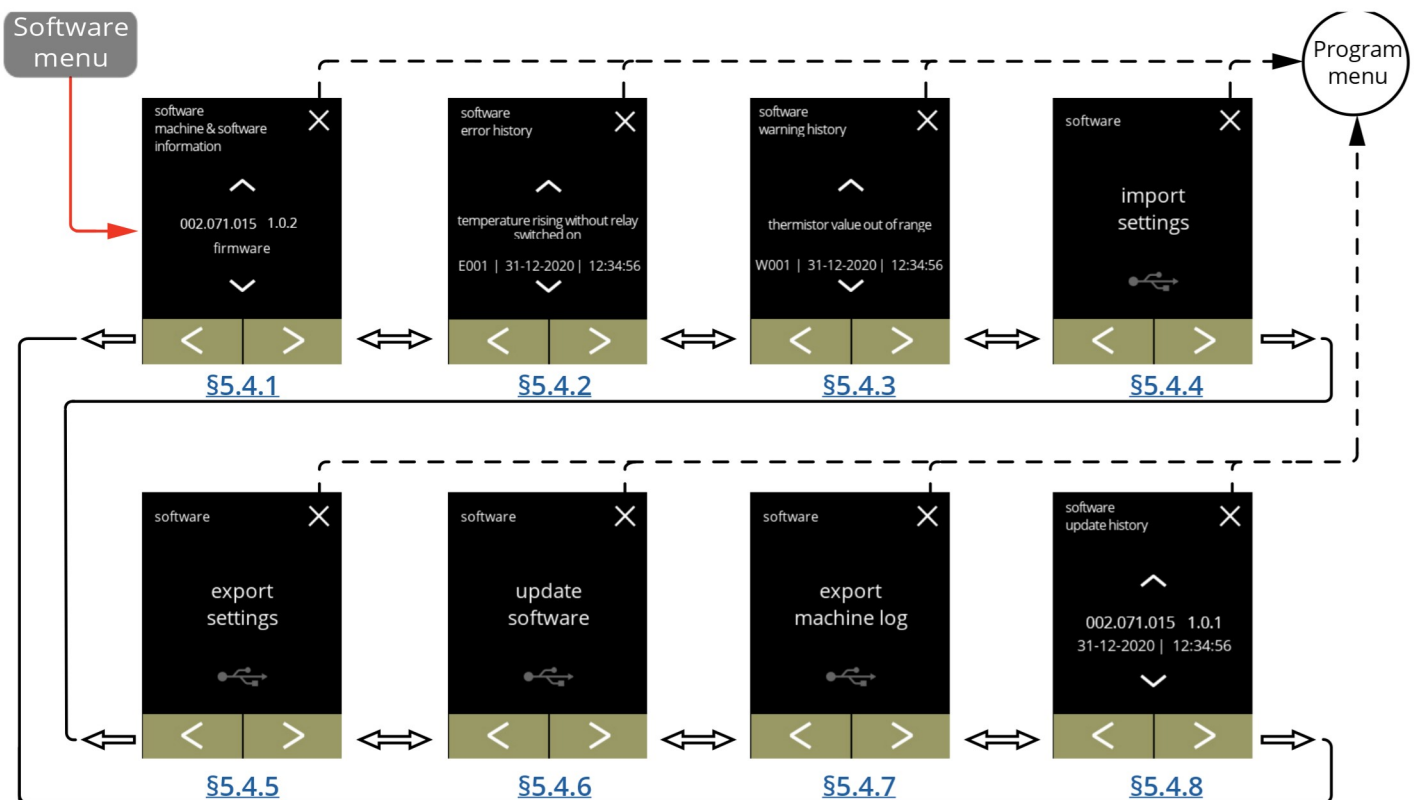 Software
menu
Program
menu
software
machine & software
information
002.071.015 1.0.2
firmware
§5.4.1
software
error history
temperature rising without relay
switched on
E001 | 31-12-2020 | 12:34:56
§5.4.2
software
warning history
thermistor value out of range
W001 | 31-12-2020 | 12:34:56
§5.4.3
software
import
settings
§5.4.4
software
export
settings
§5.4.5
software
update
software
§5.4.6
software
export
machine log
§5.4.7
software
update history
002.071.015 1.0.1
31-12-2020 | 12:34:56
§5.4.8